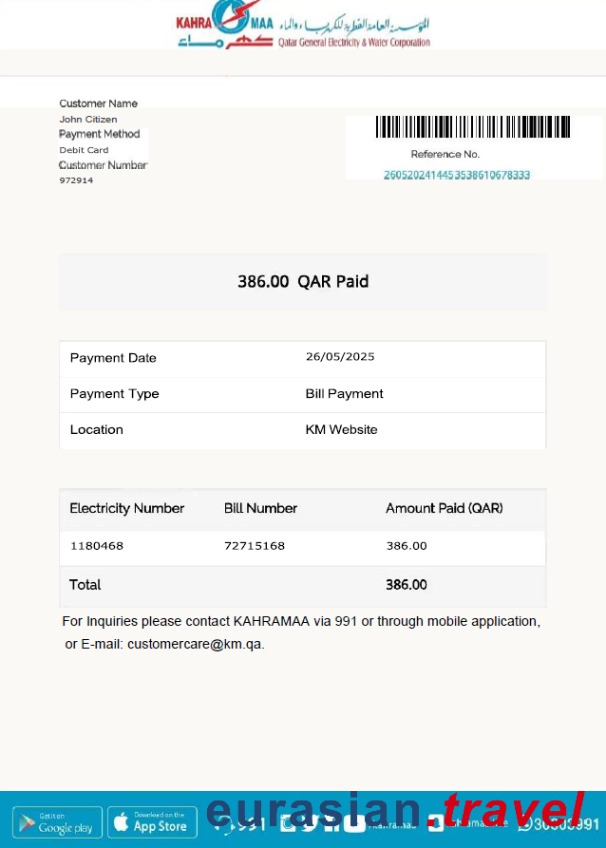 KAHRA MAA
المؤسسة العامة القطرية للكهرباء والماء
كهرماء
Qatar General Electricity & Water Corporation
Customer Name
John Citizen
Payment Method
Debit Card
Customer Number
972914
Reference No.
2605202414453538610678333
386.00 QAR Paid
Payment Date 26/05/2025
Payment Type Bill Payment
Location KM Website
Electricity Number Bill Number Amount Paid (QAR)
1180468 72715168 386.00
Total 386.00
For Inquiries please contact KAHRAMAA via 991 or through mobile application,
or E-mail: customercare@km.qa.
Get it on
Google play
Download on the
App Store
991
eurasian.travel